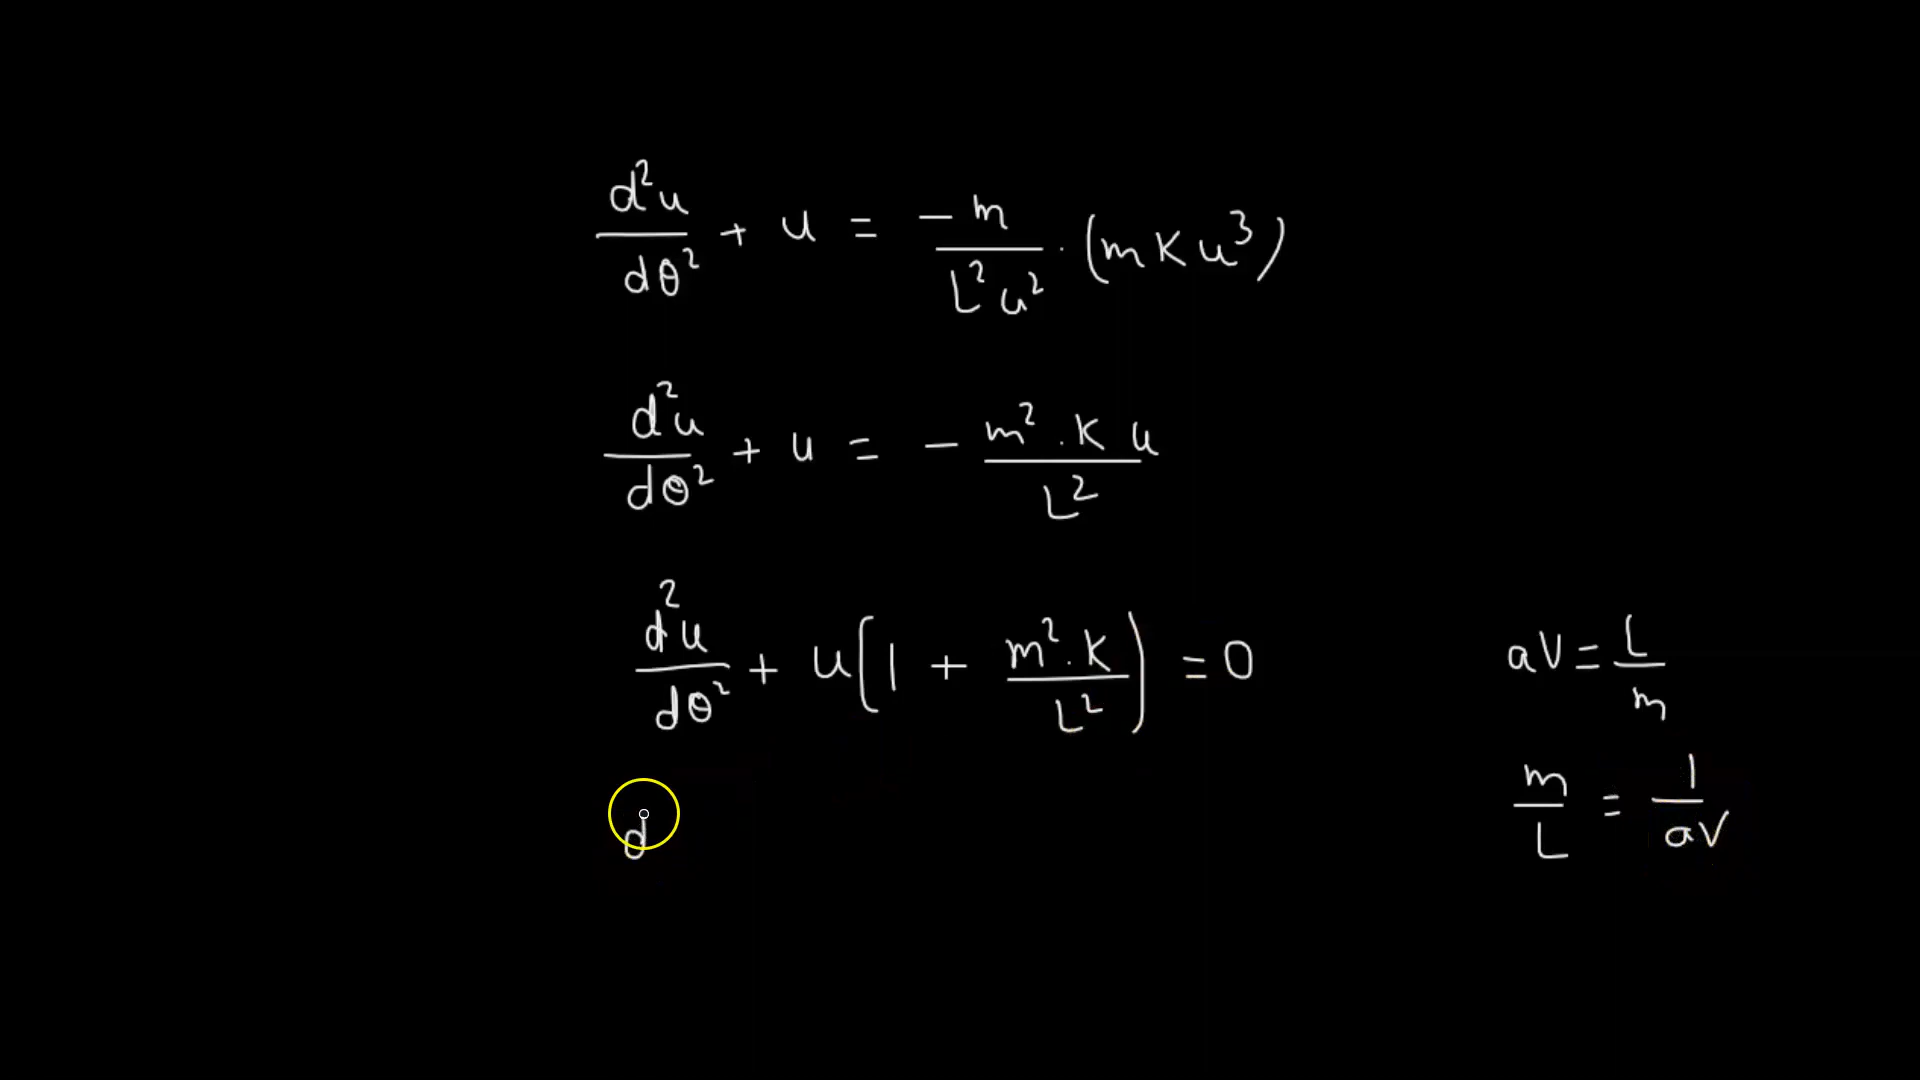 d²u/dθ² + u = -m/L²u² · (mKu³)
d²u/dθ² + u = - m².K u/L²
d²u/dθ² + u(1 + m².K/L²) = 0
aV = L/m
m/L = 1/aV
d